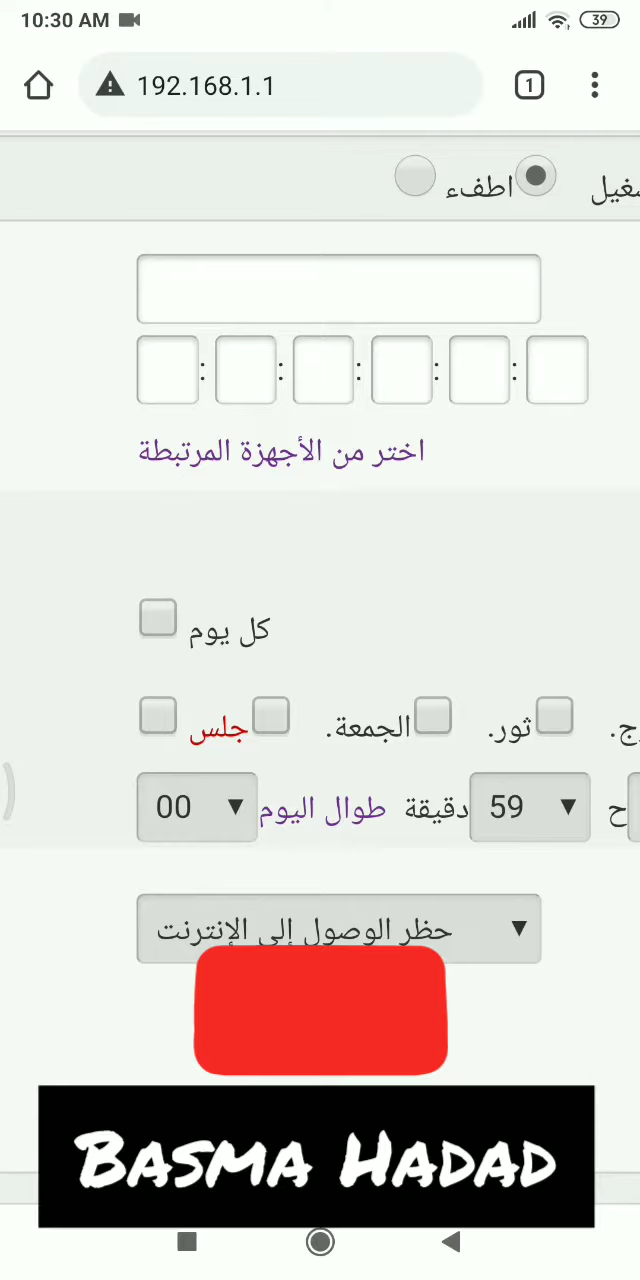 10:30 AM 39
192.168.1.1 1
اطفء
: : : : :
اختر من الأجهزة المرتبطة
كل يوم
ج. ثور. الجمعة. جلس
ح 59 دقيقة طوال اليوم 00
حظر الوصول إلى الإنترنت
BASMA HADAD